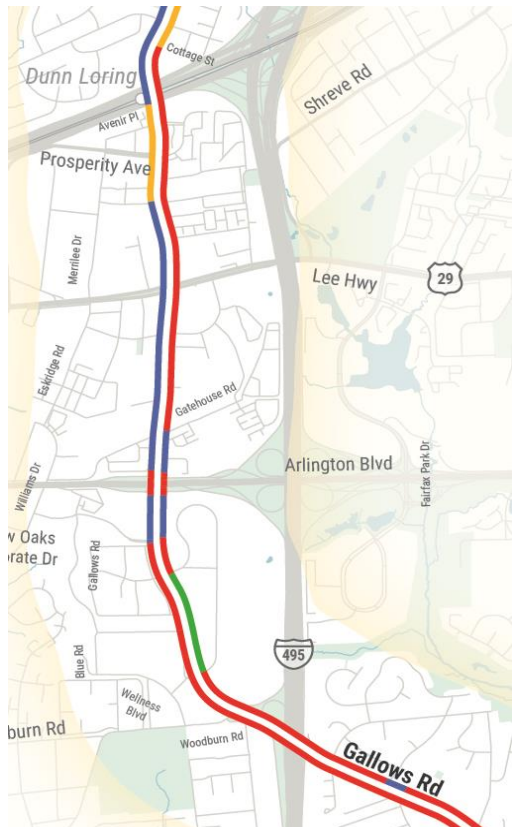 Cottage St
Dunn Loring
Shreve Rd
Avenir Pl
Prosperity Ave
Merrilee Dr
Lee Hwy
29
Eskridge Rd
Gatehouse Rd
Arlington Blvd
Fairfax Park Dr
Williams Dr
w Oaks
orate Dr
Gallows Rd
495
Blue Rd
Wellness
Blvd
burn Rd
Woodburn Rd
Gallows Rd